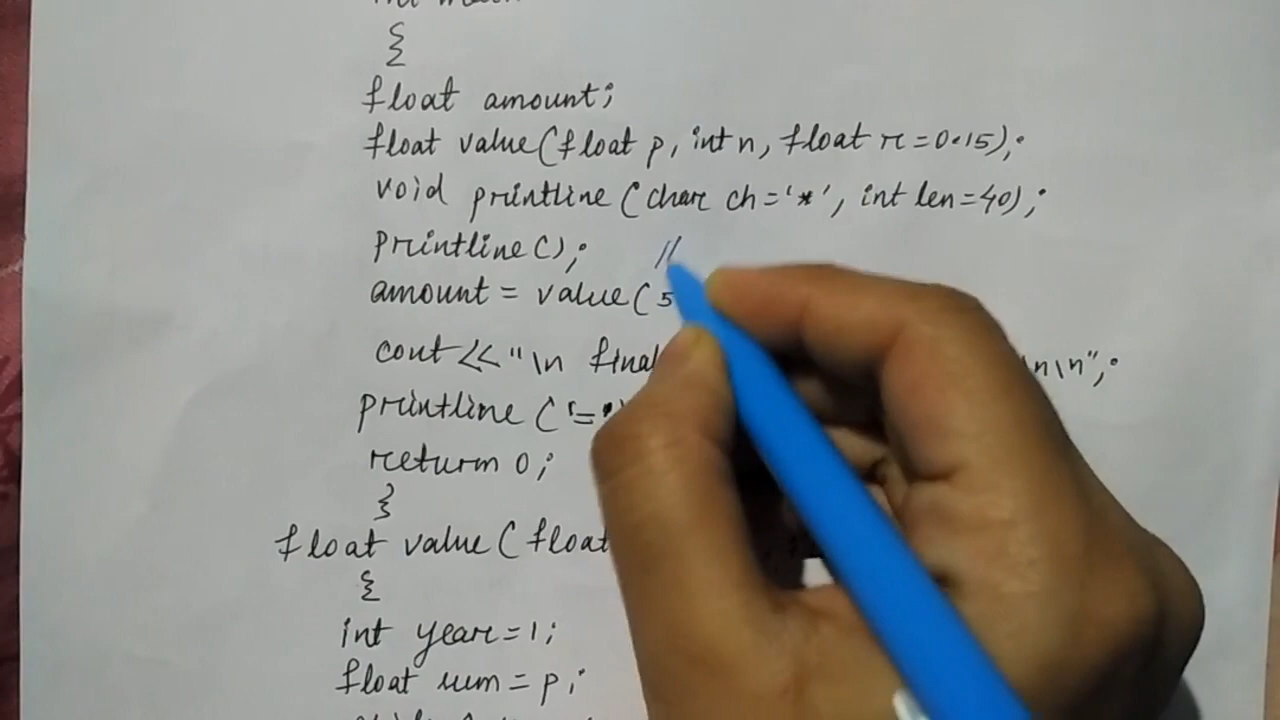 {
float amount;
float value(float p, int n, float r=0.15);
void printline (char ch='*', int len=40);
printline(); //
amount = value(5
cout<<"\n final \n\n";
printline ('='
return 0;
}
float value(float
{
int year=1;
float sum=p;